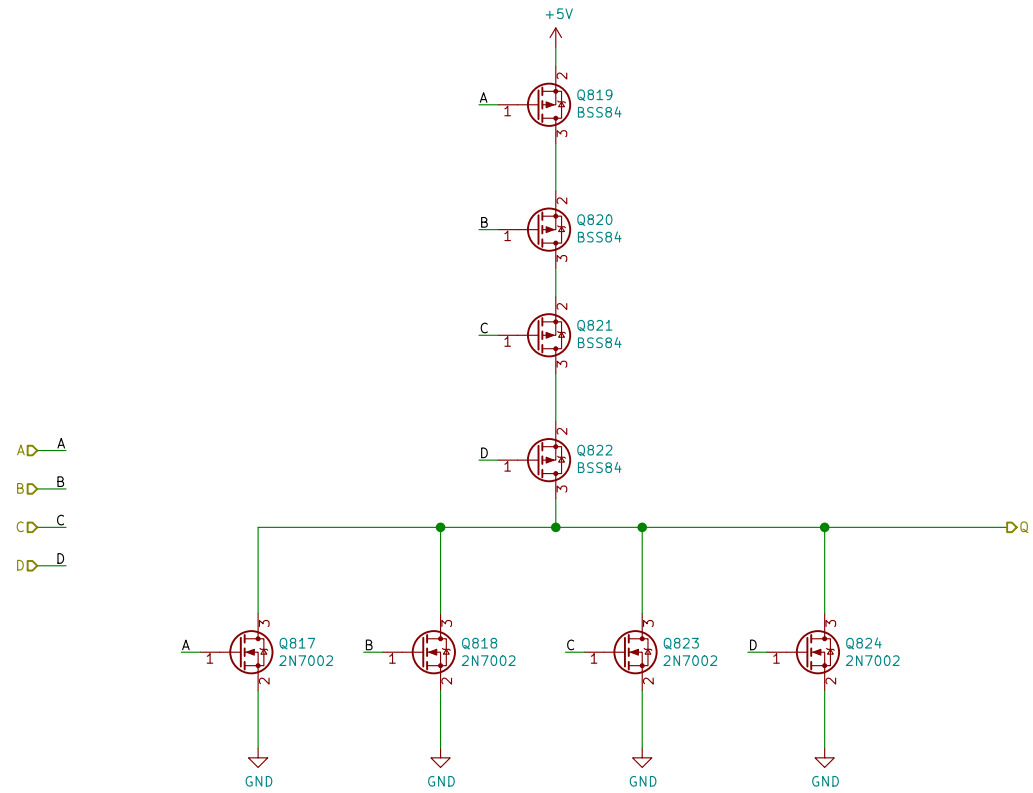 +5V
2
A
1
Q819
BSS84
3
2
B
1
Q820
BSS84
3
2
C
1
Q821
BSS84
3
2
D
1
Q822
BSS84
3
A A
B B
C C
D D
Q
3
A
1
Q817
2N7002
2
GND
3
B
1
Q818
2N7002
2
GND
3
C
1
Q823
2N7002
2
GND
3
D
1
Q824
2N7002
2
GND